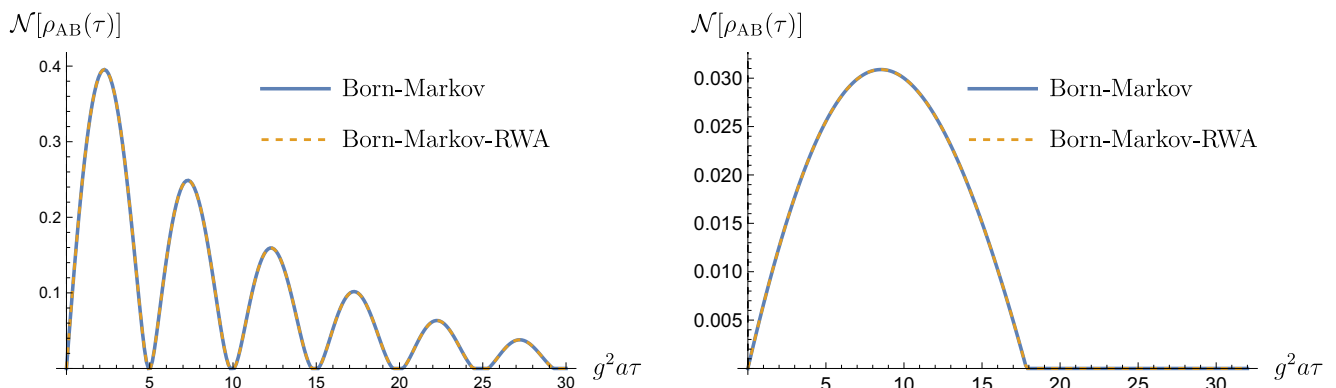 𝒩[ρ_AB(τ)]
0.4
0.3
0.2
0.1
5 10 15 20 25 30
g²aτ
Born-Markov
Born-Markov-RWA
𝒩[ρ_AB(τ)]
0.030
0.025
0.020
0.015
0.010
0.005
5 10 15 20 25 30
g²aτ
Born-Markov
Born-Markov-RWA